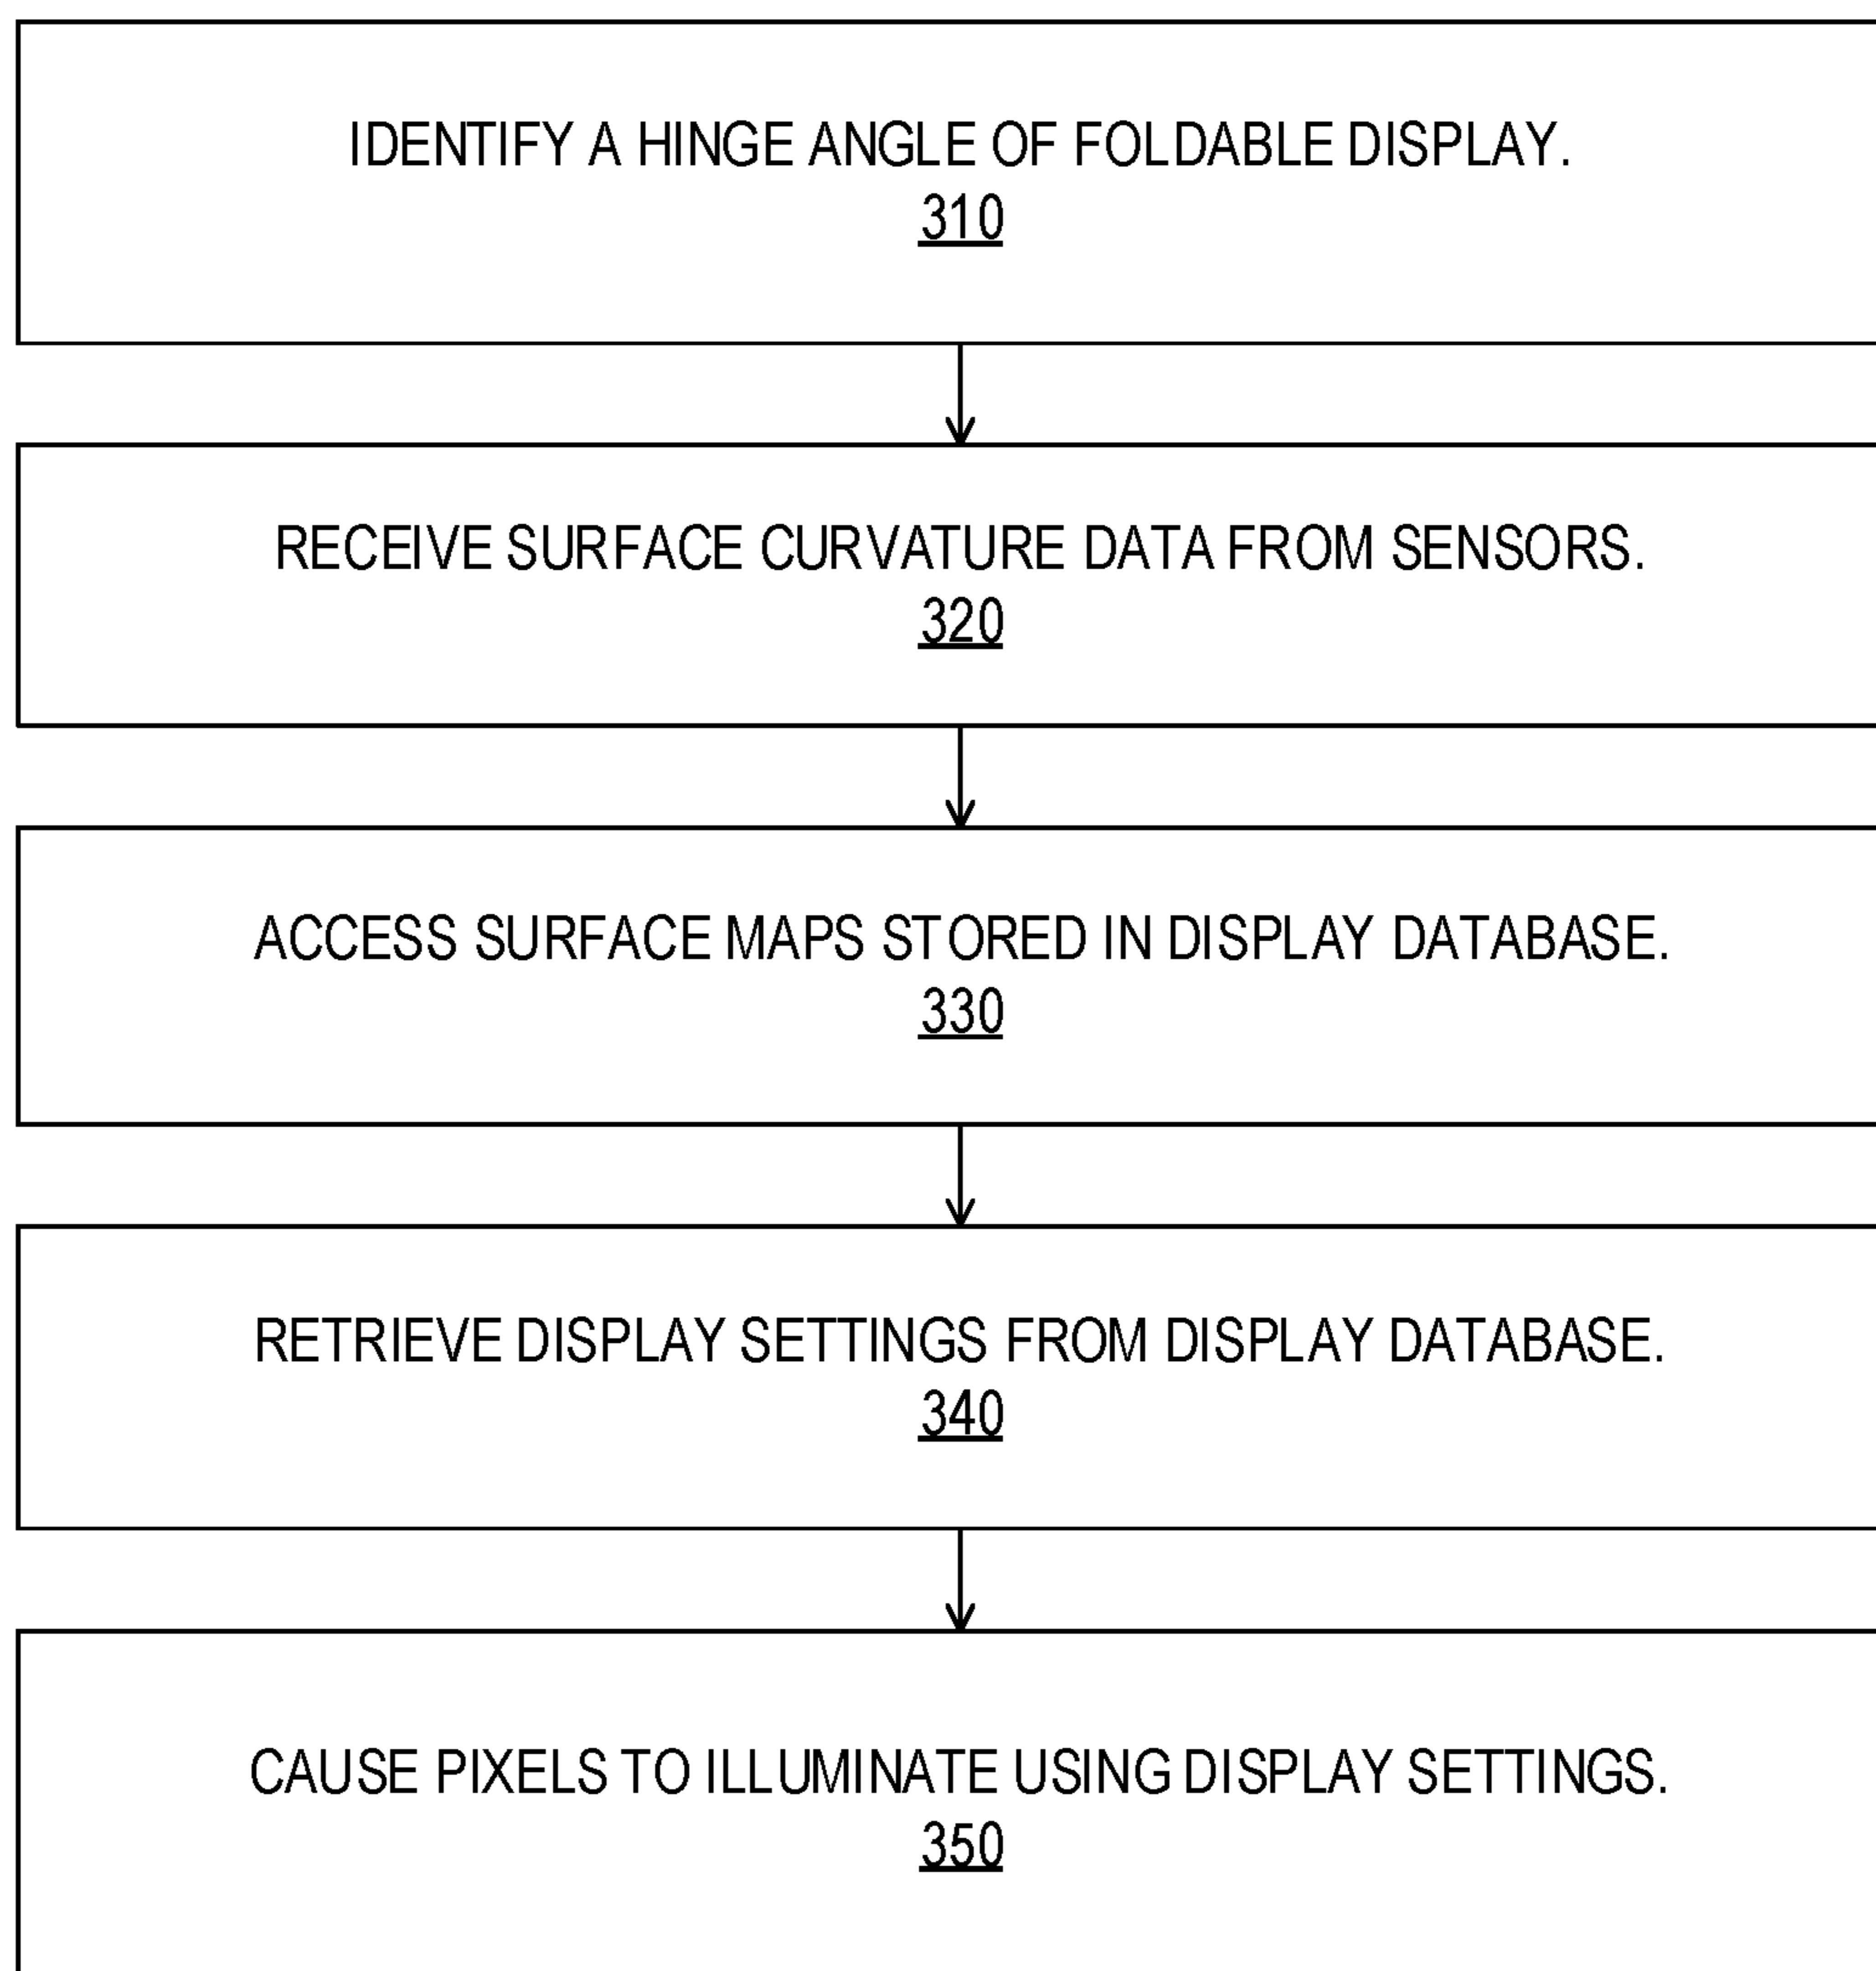 IDENTIFY A HINGE ANGLE OF FOLDABLE DISPLAY.
310
RECEIVE SURFACE CURVATURE DATA FROM SENSORS.
320
ACCESS SURFACE MAPS STORED IN DISPLAY DATABASE.
330
RETRIEVE DISPLAY SETTINGS FROM DISPLAY DATABASE.
340
CAUSE PIXELS TO ILLUMINATE USING DISPLAY SETTINGS.
350